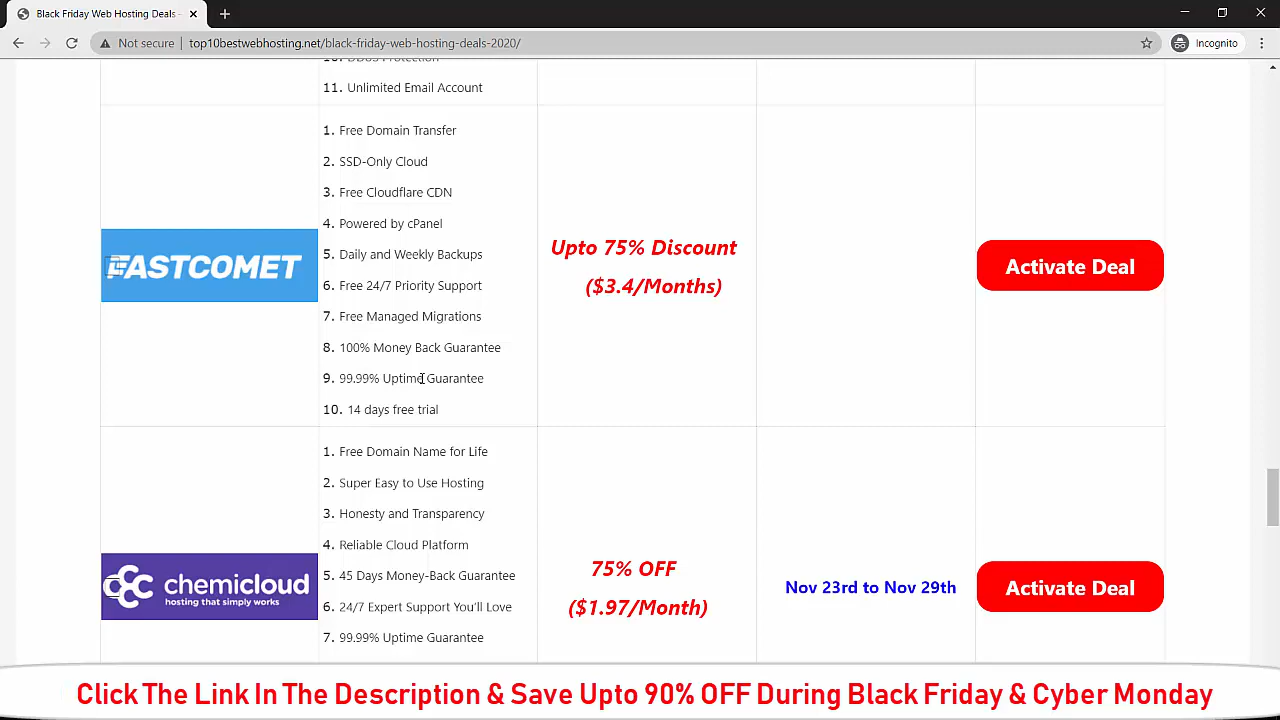 Black Friday Web Hosting Deals -
Not secure
top10bestwebhosting.net/black-friday-web-hosting-deals-2020/
Incognito
10. DDoS Protection
11. Unlimited Email Account
FASTCOMET
1. Free Domain Transfer
2. SSD-Only Cloud
3. Free Cloudflare CDN
4. Powered by cPanel
5. Daily and Weekly Backups
6. Free 24/7 Priority Support
7. Free Managed Migrations
8. 100% Money Back Guarantee
9. 99.99% Uptime Guarantee
10. 14 days free trial
Upto 75% Discount
($3.4/Months)
Activate Deal
chemicloud
hosting that simply works
1. Free Domain Name for Life
2. Super Easy to Use Hosting
3. Honesty and Transparency
4. Reliable Cloud Platform
5. 45 Days Money-Back Guarantee
6. 24/7 Expert Support You'll Love
7. 99.99% Uptime Guarantee
75% OFF
($1.97/Month)
Nov 23rd to Nov 29th
Activate Deal
Click The Link In The Description & Save Upto 90% OFF During Black Friday & Cyber Monday